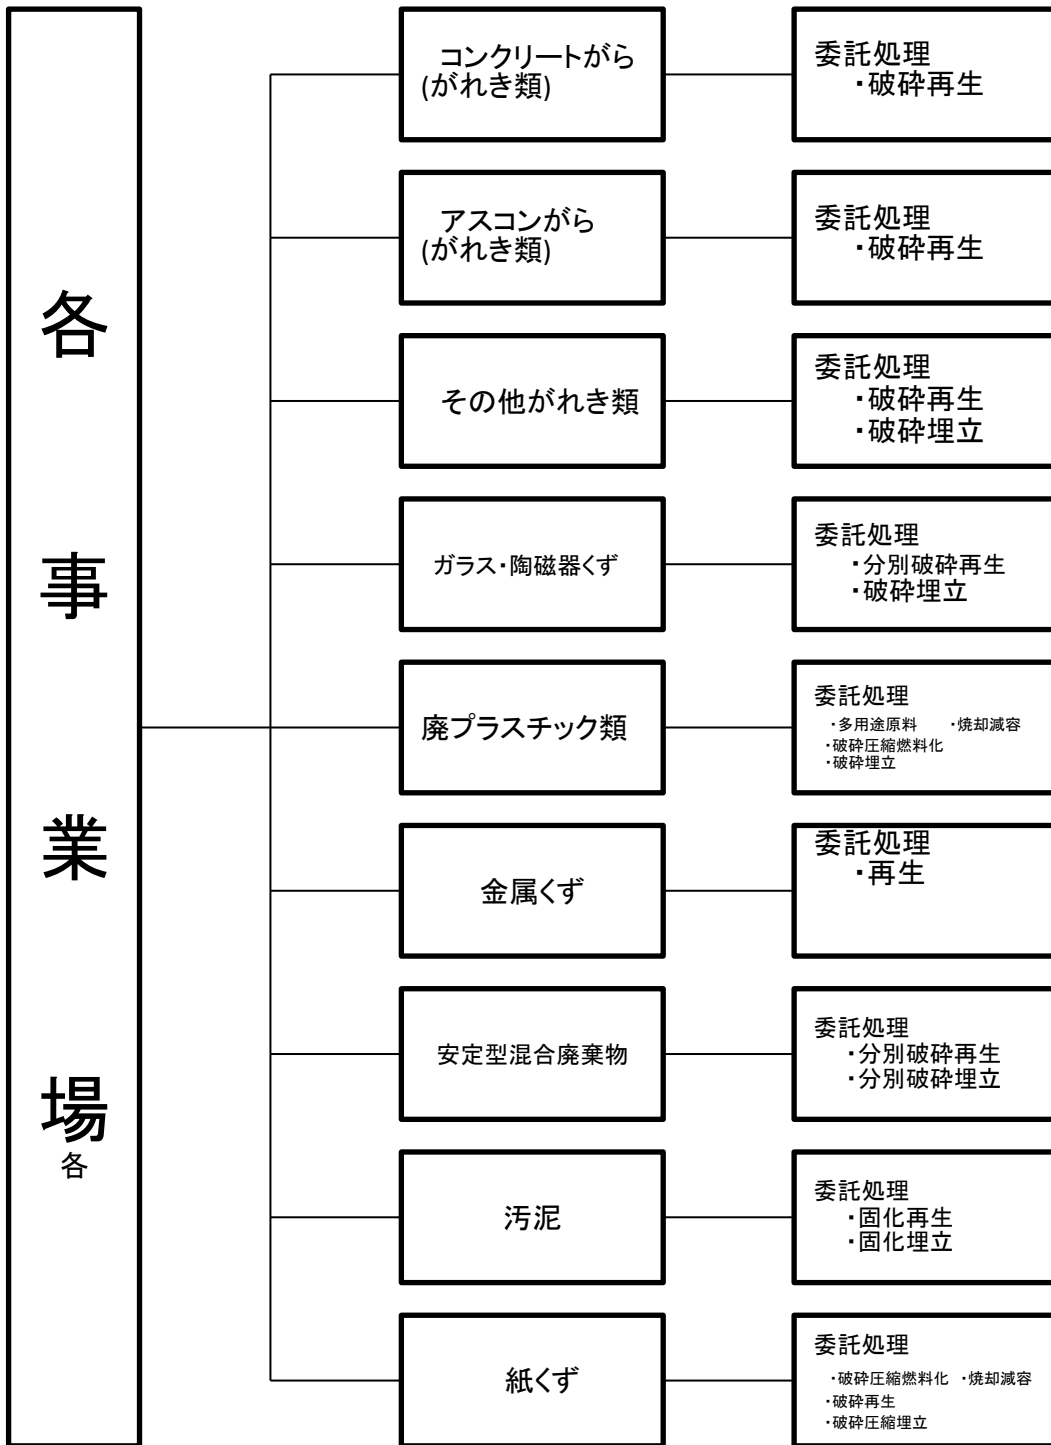 各
事
業
場
各
コンクリートがら
(がれき類)
委託処理
・破砕再生
アスコンがら
(がれき類)
委託処理
・破砕再生
その他がれき類
委託処理
・破砕再生
・破砕埋立
ガラス・陶磁器くず
委託処理
・分別破砕再生
・破砕埋立
廃プラスチック類
委託処理
・多用途原料　　・焼却減容
・破砕圧縮燃料化
・破砕埋立
金属くず
委託処理
・再生
安定型混合廃棄物
委託処理
・分別破砕再生
・分別破砕埋立
汚泥
委託処理
・固化再生
・固化埋立
紙くず
委託処理
・破砕圧縮燃料化　・焼却減容
・破砕再生
・破砕圧縮埋立